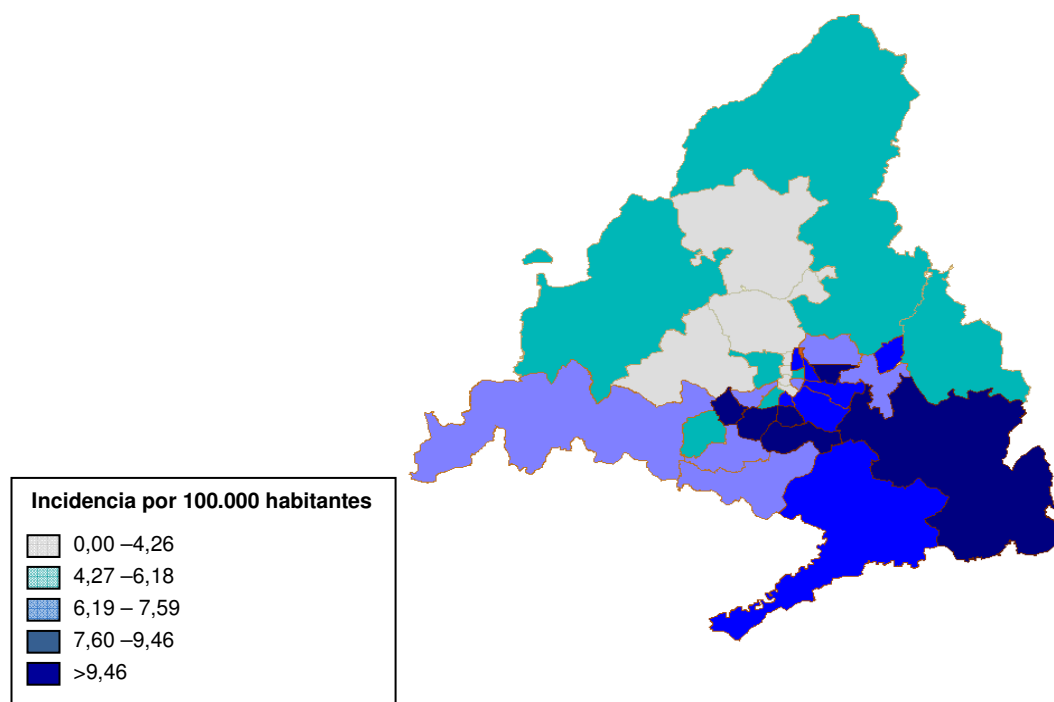 Incidencia por 100.000 habitantes
0,00 –4,26
4,27 –6,18
6,19 – 7,59
7,60 –9,46
>9,46